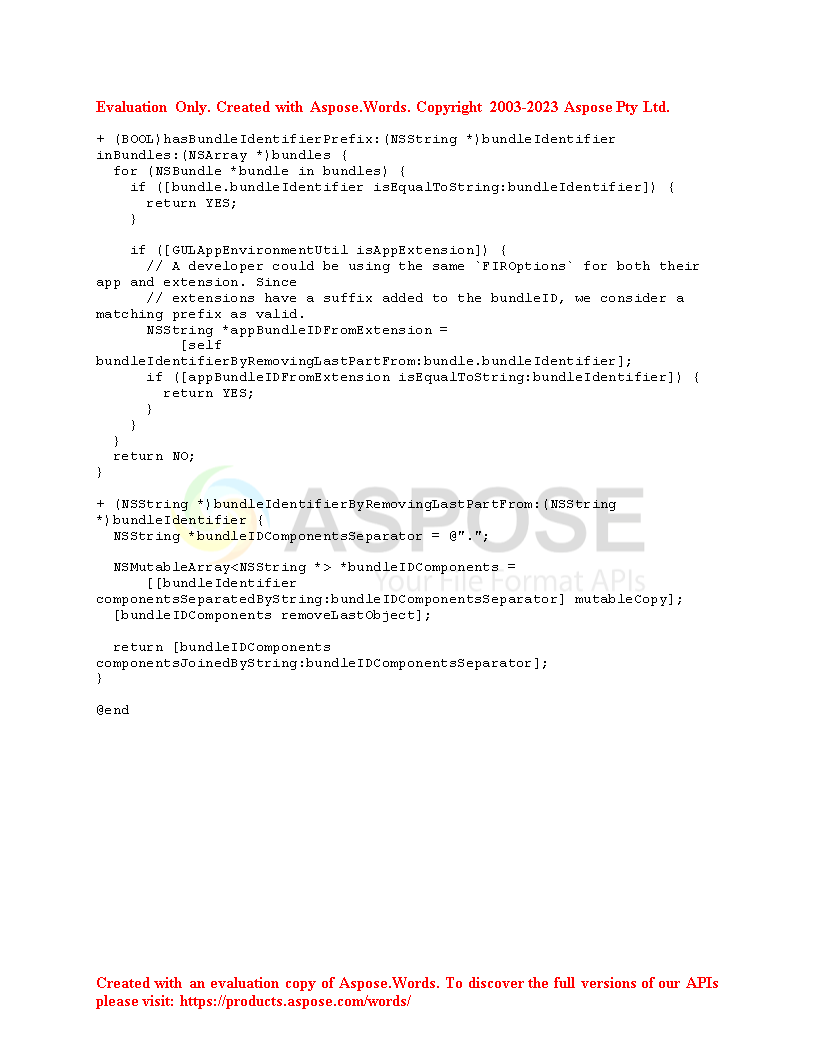 Evaluation Only. Created with Aspose.Words. Copyright 2003-2023 Aspose Pty Ltd.
+ (BOOL)hasBundleIdentifierPrefix:(NSString *)bundleIdentifier
inBundles:(NSArray *)bundles {
  for (NSBundle *bundle in bundles) {
    if ([bundle.bundleIdentifier isEqualToString:bundleIdentifier]) {
      return YES;
    }

    if ([GULAppEnvironmentUtil isAppExtension]) {
      // A developer could be using the same `FIROptions` for both their
app and extension. Since
      // extensions have a suffix added to the bundleID, we consider a
matching prefix as valid.
      NSString *appBundleIDFromExtension =
          [self
bundleIdentifierByRemovingLastPartFrom:bundle.bundleIdentifier];
      if ([appBundleIDFromExtension isEqualToString:bundleIdentifier]) {
        return YES;
      }
    }
  }
  return NO;
}

+ (NSString *)bundleIdentifierByRemovingLastPartFrom:(NSString
*)bundleIdentifier {
  NSString *bundleIDComponentsSeparator = @".";

  NSMutableArray<NSString *> *bundleIDComponents =
      [[bundleIdentifier
componentsSeparatedByString:bundleIDComponentsSeparator] mutableCopy];
  [bundleIDComponents removeLastObject];

  return [bundleIDComponents
componentsJoinedByString:bundleIDComponentsSeparator];
}

@end
ASPOSE
Your File Format APIs
Created with an evaluation copy of Aspose.Words. To discover the full versions of our APIs
please visit: https://products.aspose.com/words/